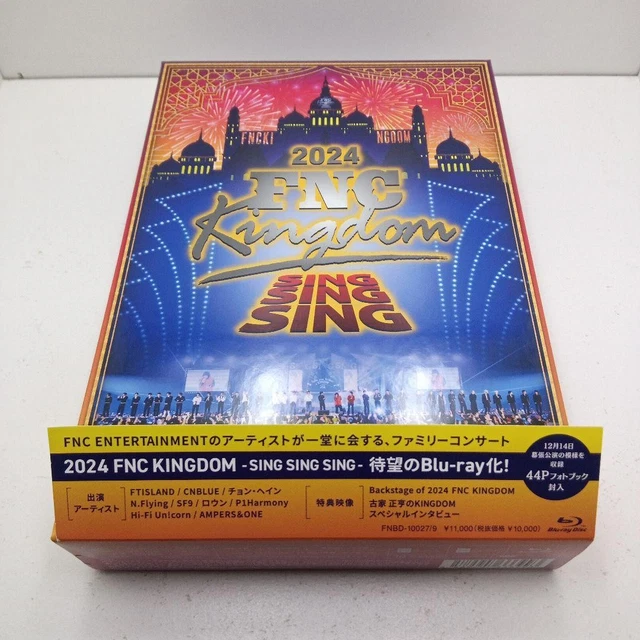 FNCKI NGDOM
2024
FNC
Kingdom
SING
SING
SING
FNC ENTERTAINMENTのアーティストが一堂に会する、ファミリーコンサート
2024 FNC KINGDOM - SING SING SING - 待望のBlu-ray化!
12月14日
幕張公演の模様を
収録
44Pフォトブック
封入
出演
アーティスト
FTISLAND / CNBLUE / チョン・ヘイン
N.Flying / SF9 / ロウン / P1Harmony
Hi-Fi Un!corn / AMPERS&ONE
特典映像
Backstage of 2024 FNC KINGDOM
古家 正亨のKINGDOM
スペシャルインタビュー
FNBD-10027/9 ¥11,000(税抜価格 ¥10,000)
Blu-ray Disc